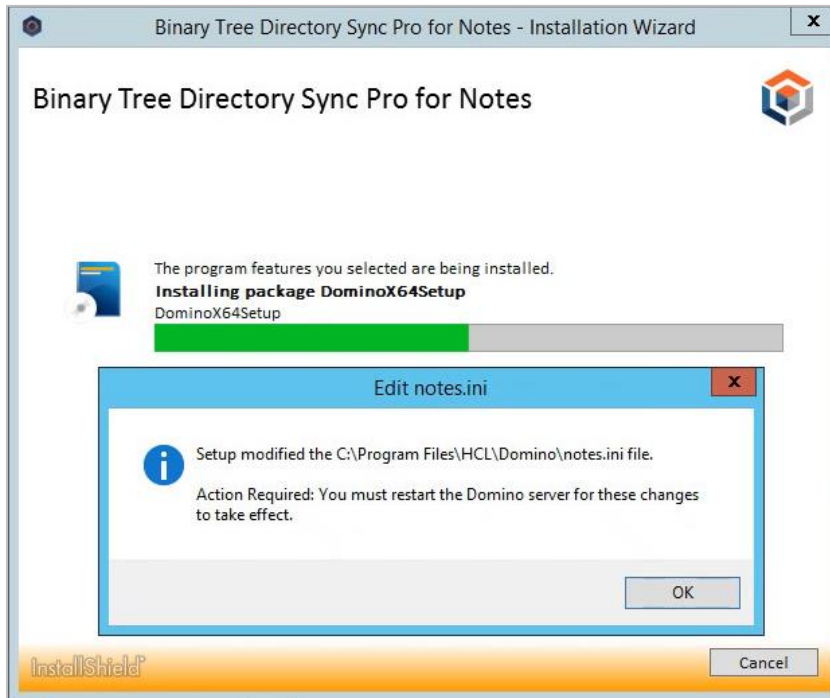 Binary Tree Directory Sync Pro for Notes - Installation Wizard
x
Binary Tree Directory Sync Pro for Notes
The program features you selected are being installed.
Installing package DominoX64Setup
DominoX64Setup
Edit notes.ini
x
Setup modified the C:\Program Files\HCL\Domino\notes.ini file.
Action Required: You must restart the Domino server for these changes
to take effect.
OK
InstallShield
Cancel